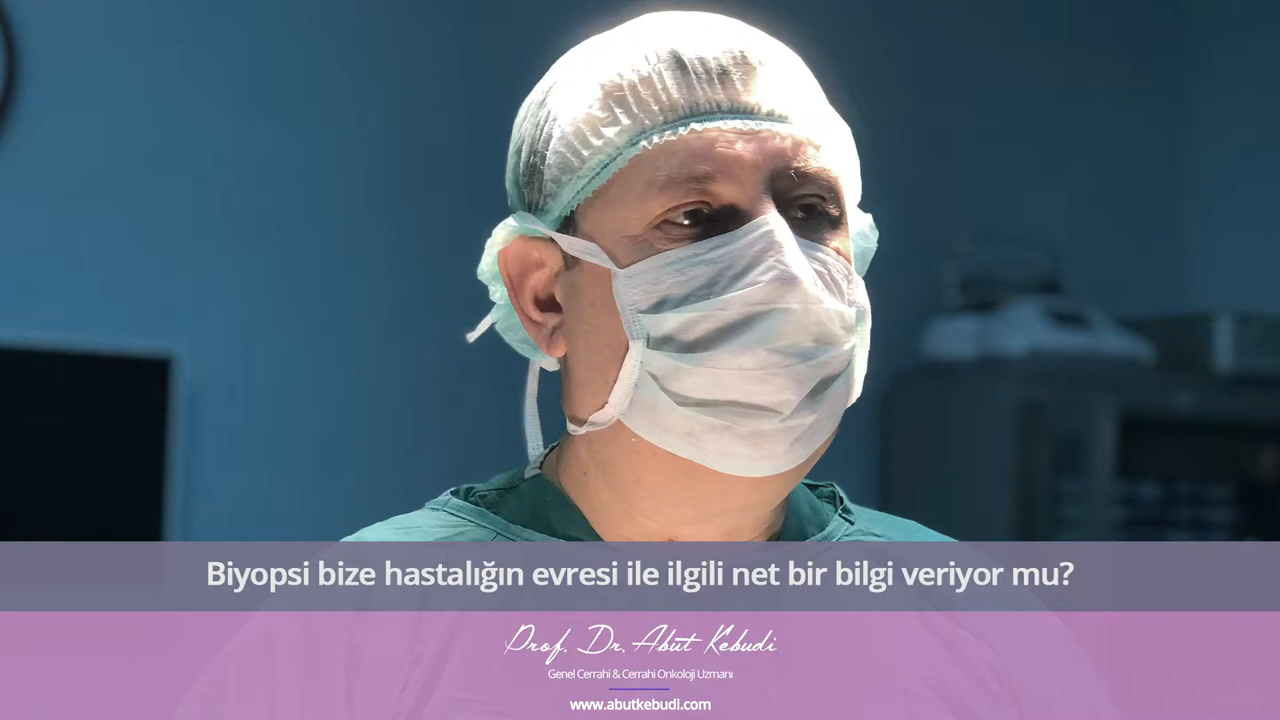 Biyopsi bize hastalığın evresi ile ilgili net bir bilgi veriyor mu?
Prof. Dr. Abut Kebudi
Genel Cerrahi & Cerrahi Onkoloji Uzmanı
www.abutkebudi.com